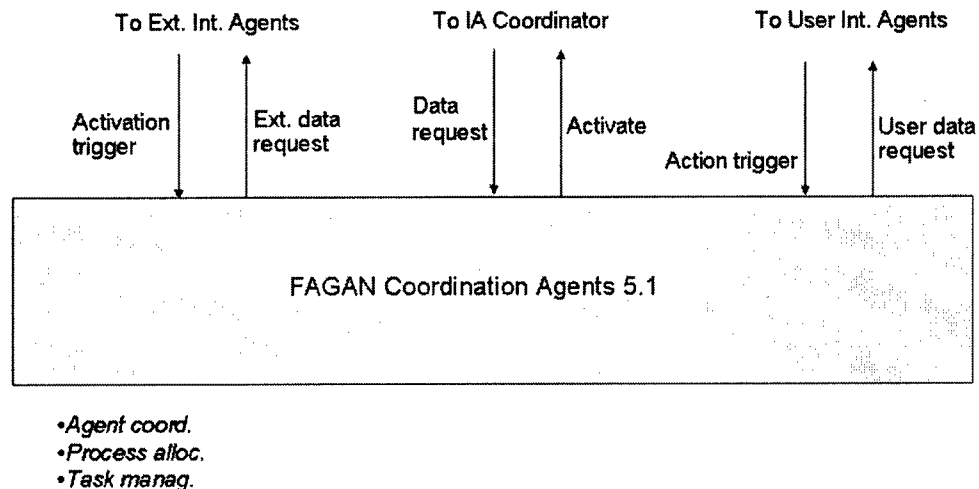 To Ext. Int. Agents
To IA Coordinator
To User Int. Agents
Activation
trigger
Ext. data
request
Data
request
Activate
Action trigger
User data
request
FAGAN Coordination Agents 5.1
•Agent coord.
•Process alloc.
•Task manag.